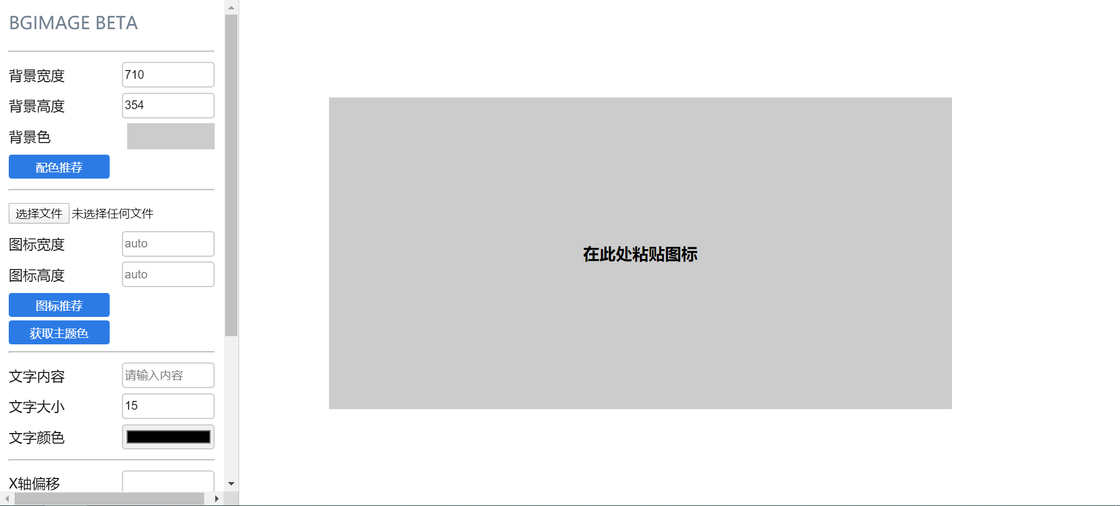 BGIMAGE BETA
背景宽度 710
背景高度 354
背景色
配色推荐
选择文件 未选择任何文件
图标宽度 auto
图标高度 auto
图标推荐
获取主题色
文字内容 请输入内容
文字大小 15
文字颜色
X轴偏移
在此处粘贴图标